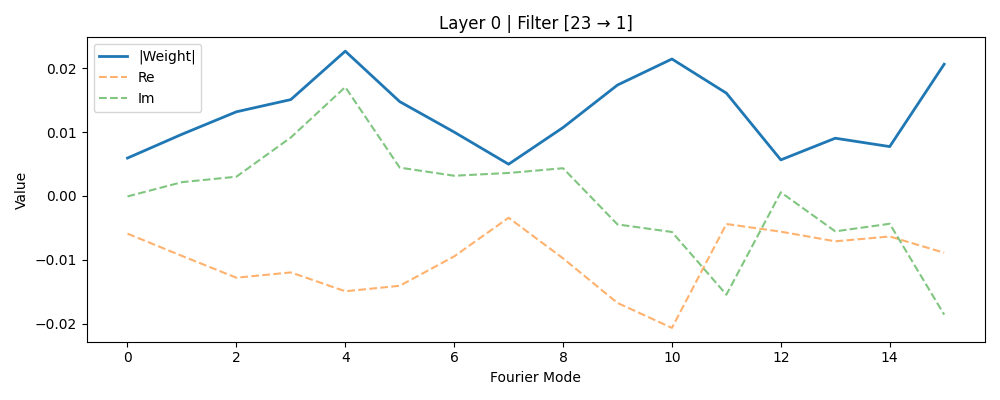 Layer 0 | Filter [23 → 1]
|Weight|
Re
Im
0.02
0.01
0.00
−0.01
−0.02
Value
0 2 4 6 8 10 12 14
Fourier Mode